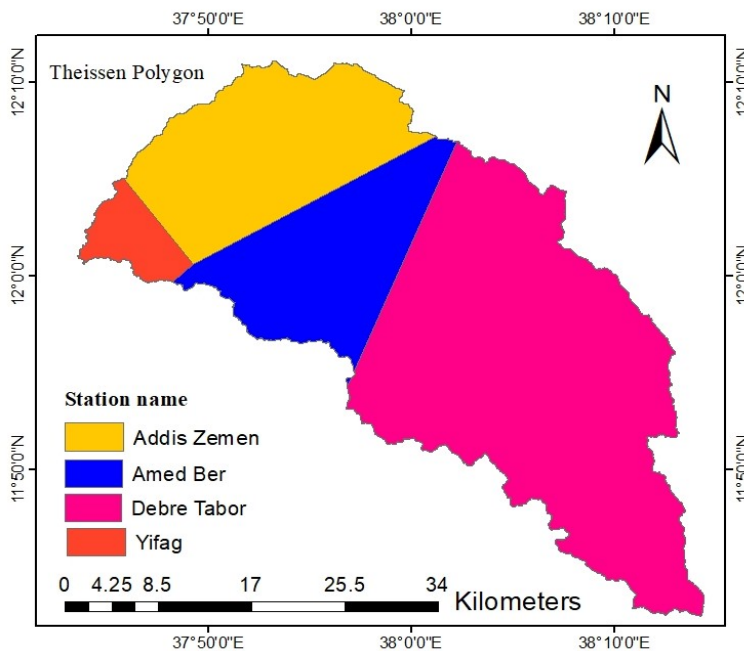 37°50'0"E 38°0'0"E 38°10'0"E
12°10'0"N
12°0'0"N
11°50'0"N
Theissen Polygon
N
12°10'0"N
12°0'0"N
11°50'0"N
Station name
Addis Zemen
Amed Ber
Debre Tabor
Yifag
0 4.25 8.5 17 25.5 34
Kilometers
37°50'0"E 38°0'0"E 38°10'0"E